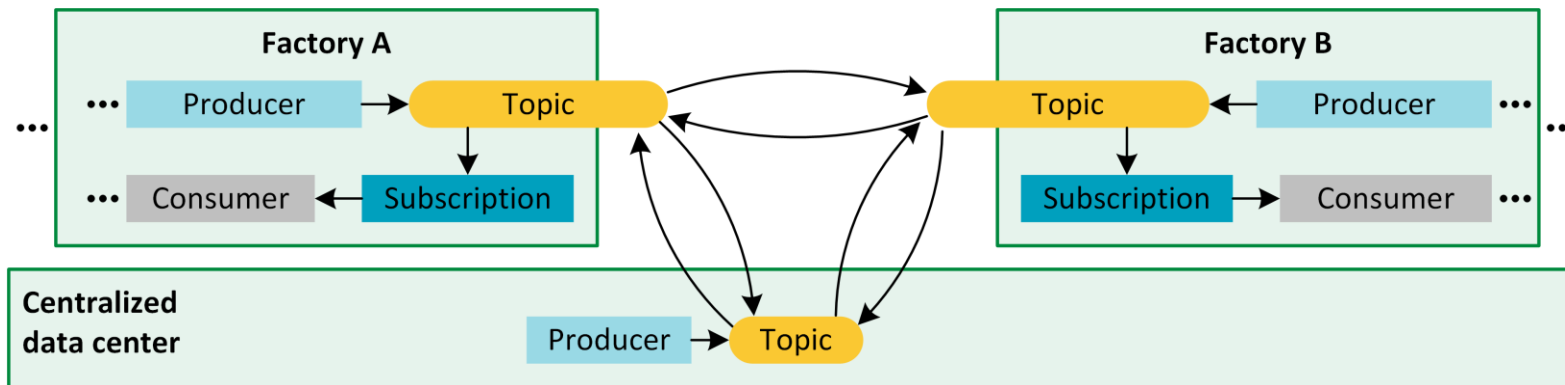 Factory A
Factory B
... Producer Topic
Topic Producer ...
...
...
... Consumer Subscription
Subscription Consumer ...
Centralized
data center
Producer Topic